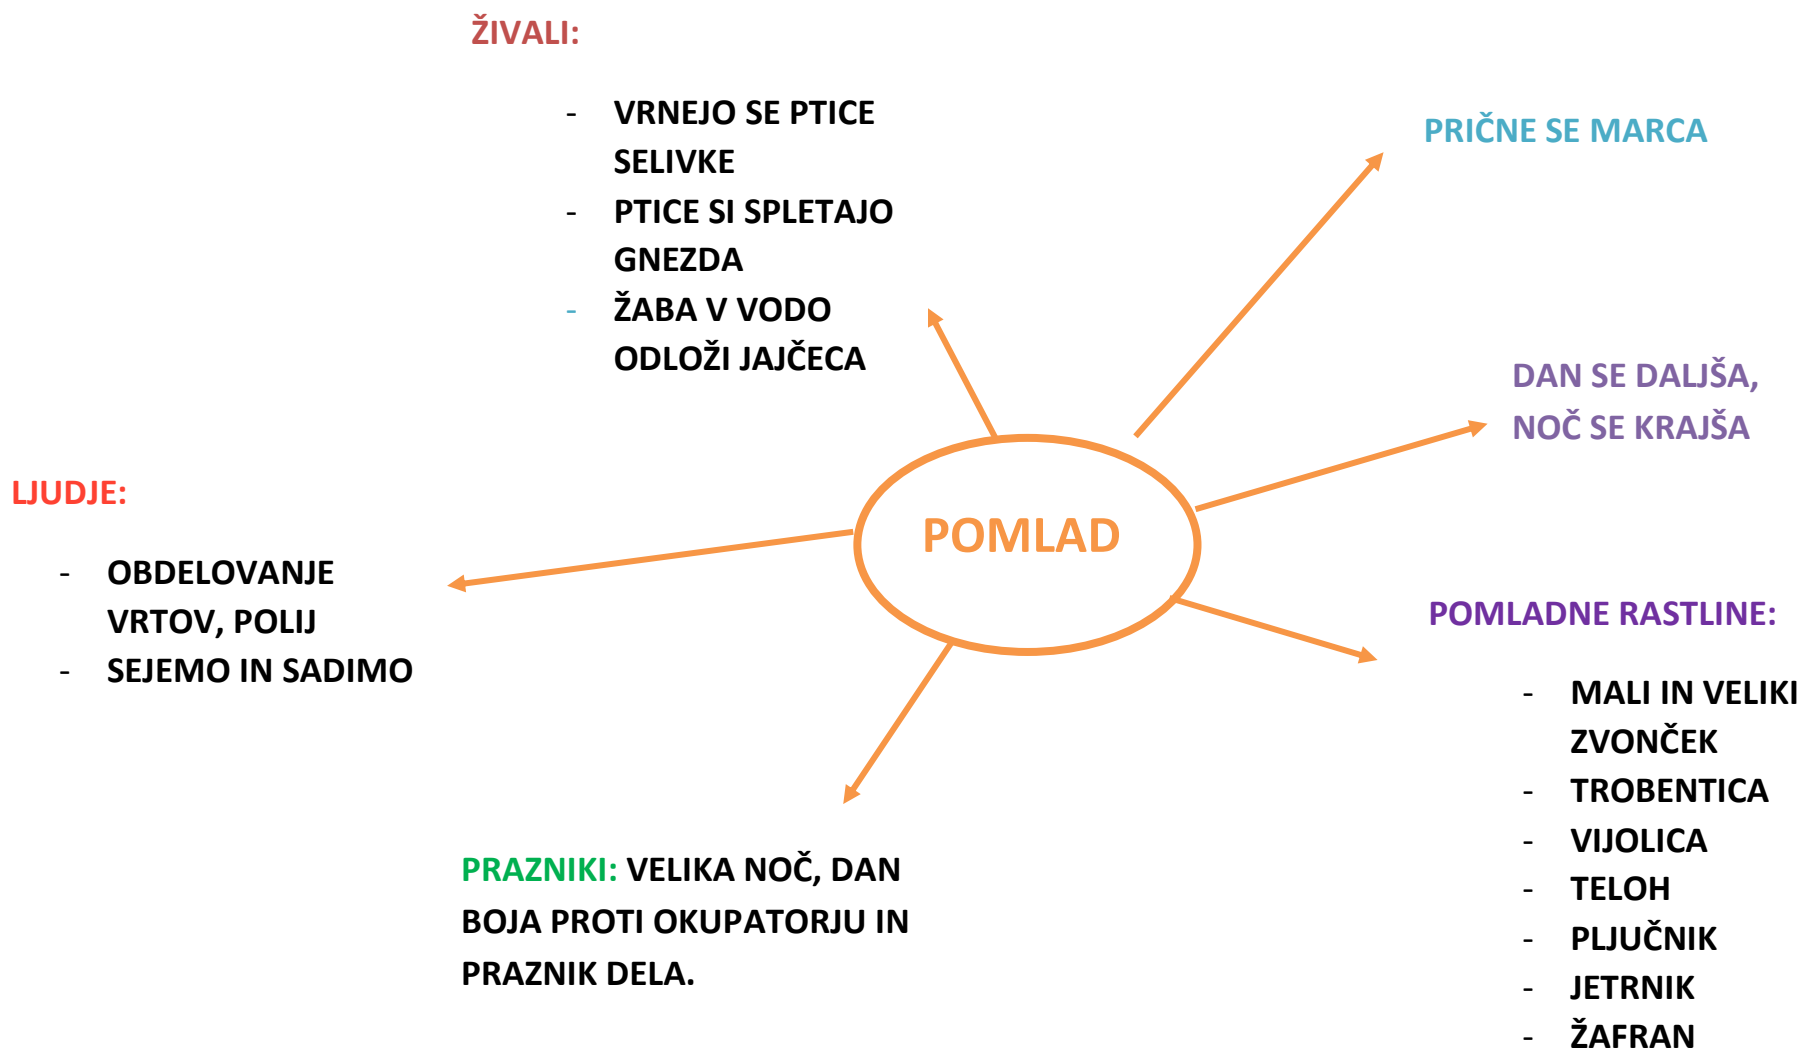 ŽIVALI:
- VRNEJO SE PTICE
SELIVKE
- PTICE SI SPLETAJO
GNEZDA
- ŽABA V VODO
ODLOŽI JAJČECA
PRIČNE SE MARCA
DAN SE DALJŠA,
NOČ SE KRAJŠA
LJUDJE:
- OBDELOVANJE
VRTOV, POLIJ
- SEJEMO IN SADIMO
POMLAD
POMLADNE RASTLINE:
- MALI IN VELIKI
ZVONČEK
- TROBENTICA
- VIJOLICA
- TELOH
- PLJUČNIK
- JETRNIK
- ŽAFRAN
PRAZNIKI: VELIKA NOČ, DAN
BOJA PROTI OKUPATORJU IN
PRAZNIK DELA.